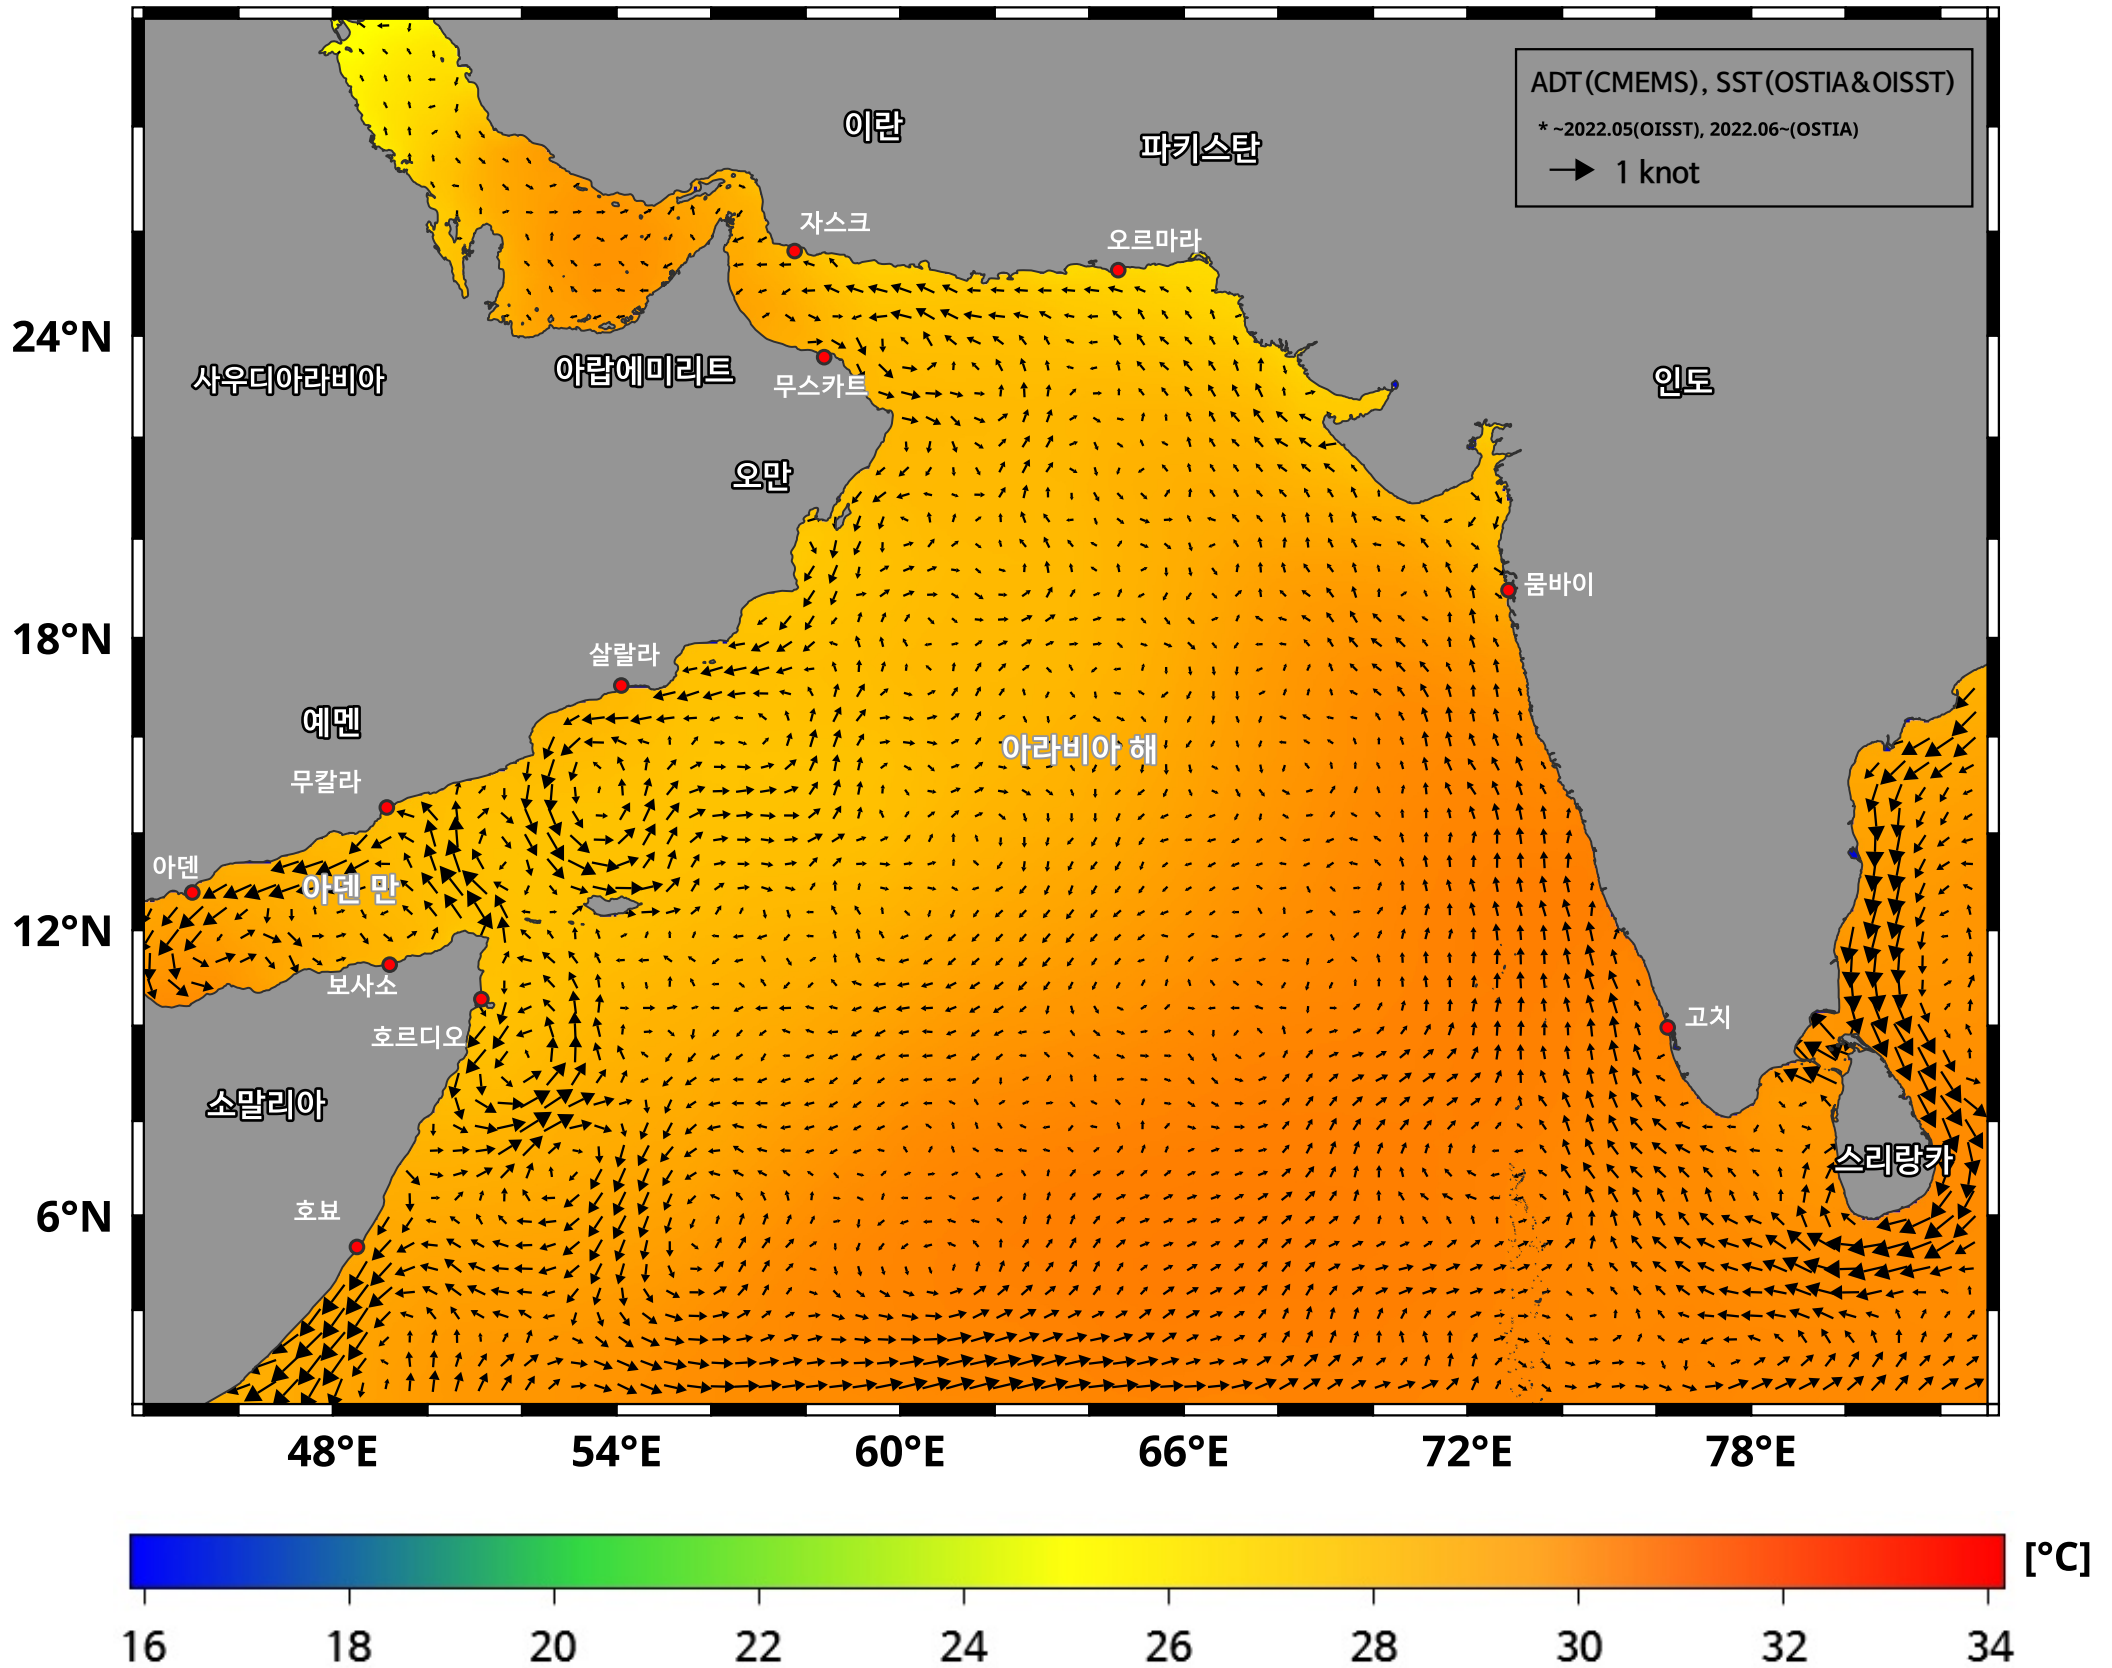 ADT(CMEMS), SST(OSTIA&OISST)
* ~2022.05(OISST), 2022.06~(OSTIA)
1 knot
이란
파키스탄
자스크
오르마라
24°N
사우디아라비아
아랍에미리트
무스카트
인도
오만
뭄바이
18°N
살랄라
예멘
아라비아 해
무칼라
아덴
아덴 만
12°N
보사소
고치
호르디오
소말리아
스리랑카
호뵤
6°N
48°E 54°E 60°E 66°E 72°E 78°E
[°C]
16 18 20 22 24 26 28 30 32 34